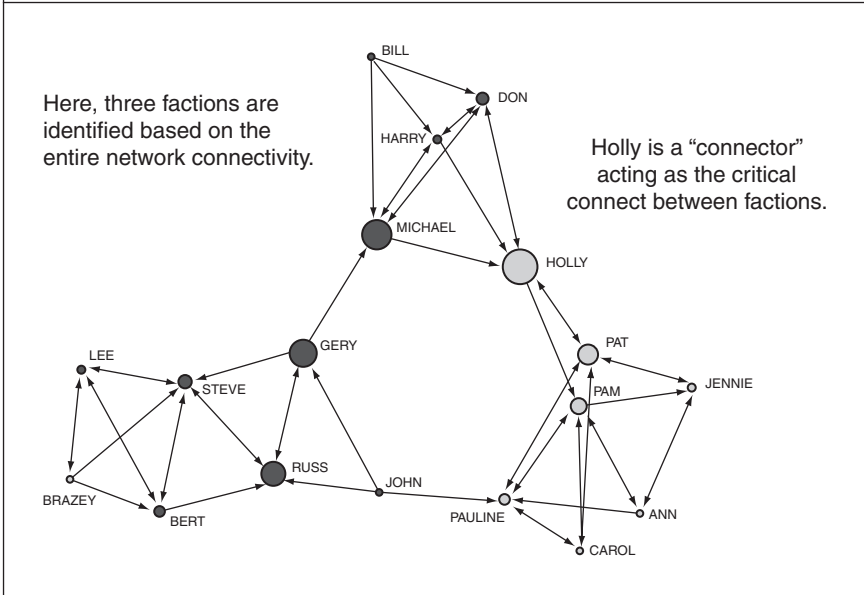 BILL
Here, three factions are
identified based on the
entire network connectivity.
DON
HARRY
Holly is a “connector”
acting as the critical
connect between factions.
MICHAEL
HOLLY
GERY
PAT
LEE
STEVE
JENNIE
PAM
RUSS
BRAZEY
JOHN
BERT
PAULINE
ANN
CAROL